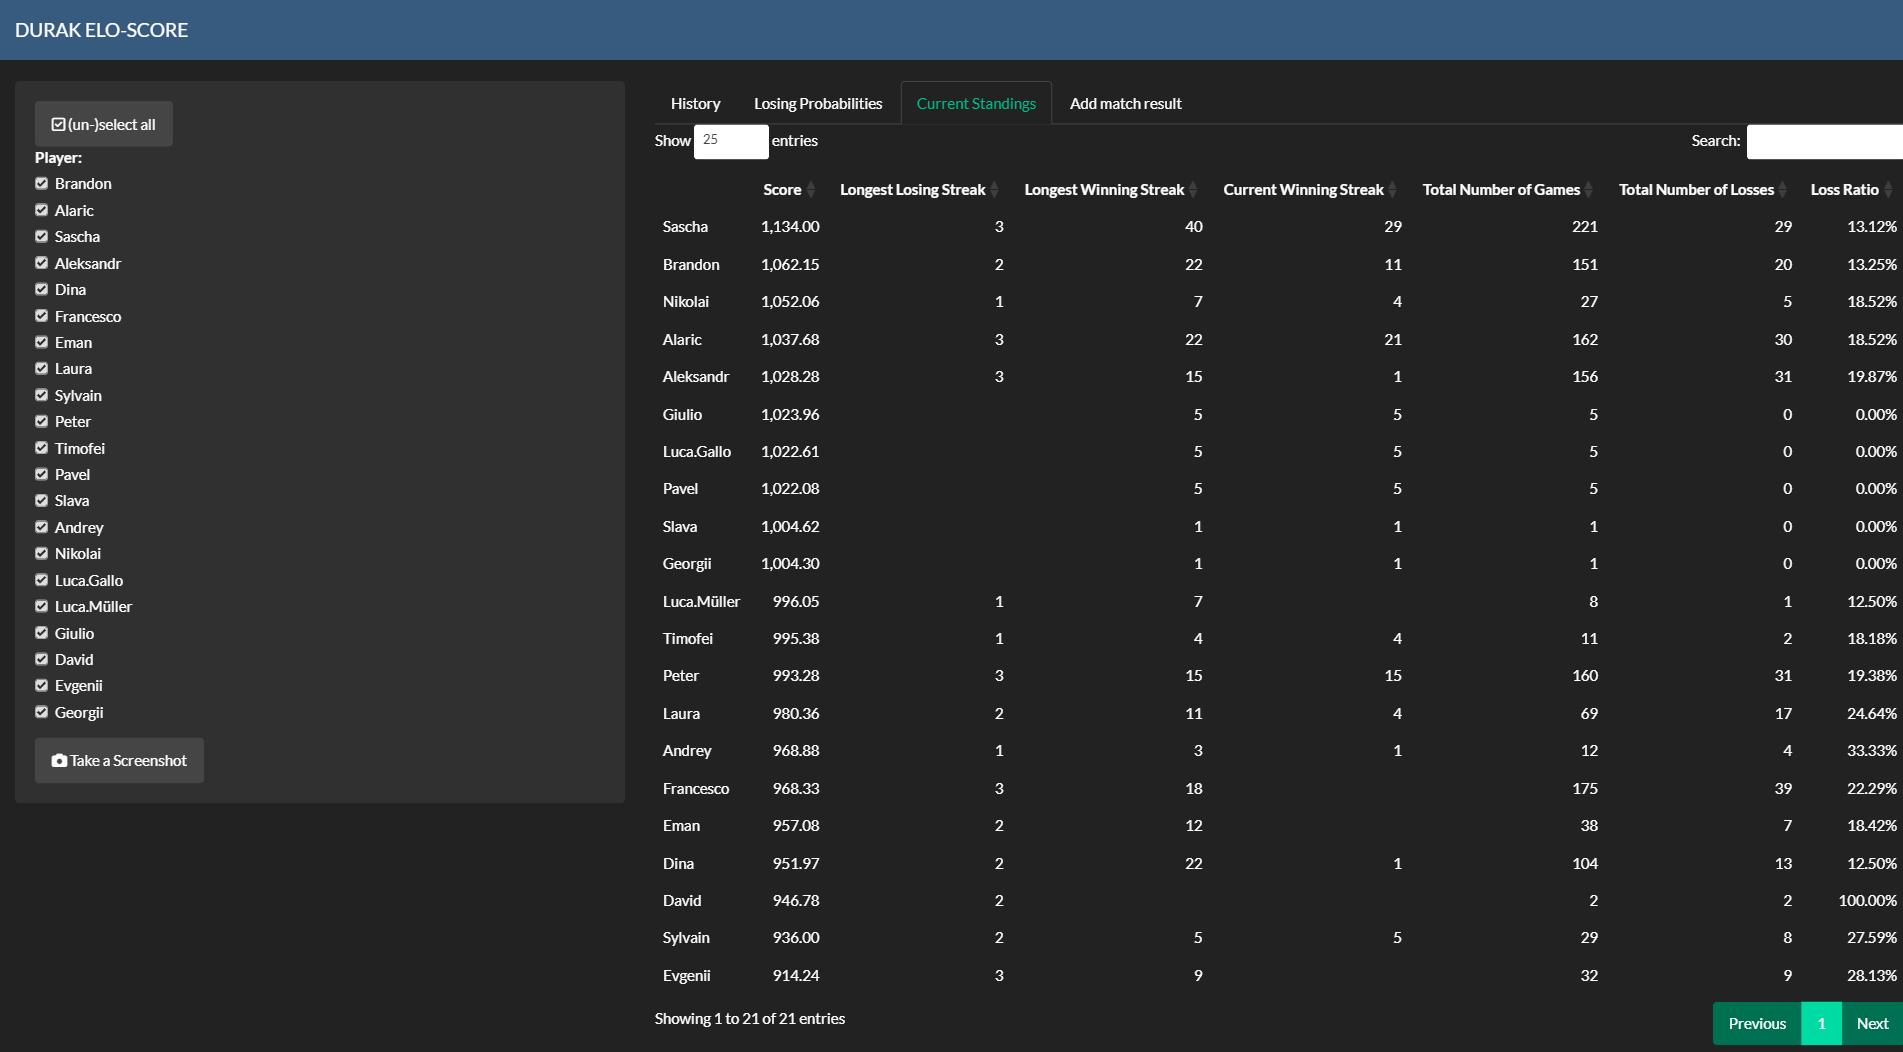 DURAK ELO-SCORE
(un-)select all
Player:
Brandon
Alaric
Sascha
Aleksandr
Dina
Francesco
Eman
Laura
Sylvain
Peter
Timofei
Pavel
Slava
Andrey
Nikolai
Luca.Gallo
Luca.Müller
Giulio
David
Evgenii
Georgii
Take a Screenshot
History Losing Probabilities Current Standings Add match result
Show 25 entries Search:
Score Longest Losing Streak Longest Winning Streak Current Winning Streak Total Number of Games Total Number of Losses Loss Ratio
Sascha 1,134.00 3 40 29 221 29 13.12%
Brandon 1,062.15 2 22 11 151 20 13.25%
Nikolai 1,052.06 1 7 4 27 5 18.52%
Alaric 1,037.68 3 22 21 162 30 18.52%
Aleksandr 1,028.28 3 15 1 156 31 19.87%
Giulio 1,023.96 5 5 5 0 0.00%
Luca.Gallo 1,022.61 5 5 5 0 0.00%
Pavel 1,022.08 5 5 5 0 0.00%
Slava 1,004.62 1 1 1 0 0.00%
Georgii 1,004.30 1 1 1 0 0.00%
Luca.Müller 996.05 1 7 8 1 12.50%
Timofei 995.38 1 4 4 11 2 18.18%
Peter 993.28 3 15 15 160 31 19.38%
Laura 980.36 2 11 4 69 17 24.64%
Andrey 968.88 1 3 1 12 4 33.33%
Francesco 968.33 3 18 175 39 22.29%
Eman 957.08 2 12 38 7 18.42%
Dina 951.97 2 22 1 104 13 12.50%
David 946.78 2 2 2 100.00%
Sylvain 936.00 2 5 5 29 8 27.59%
Evgenii 914.24 3 9 32 9 28.13%
Showing 1 to 21 of 21 entries
Previous 1 Next